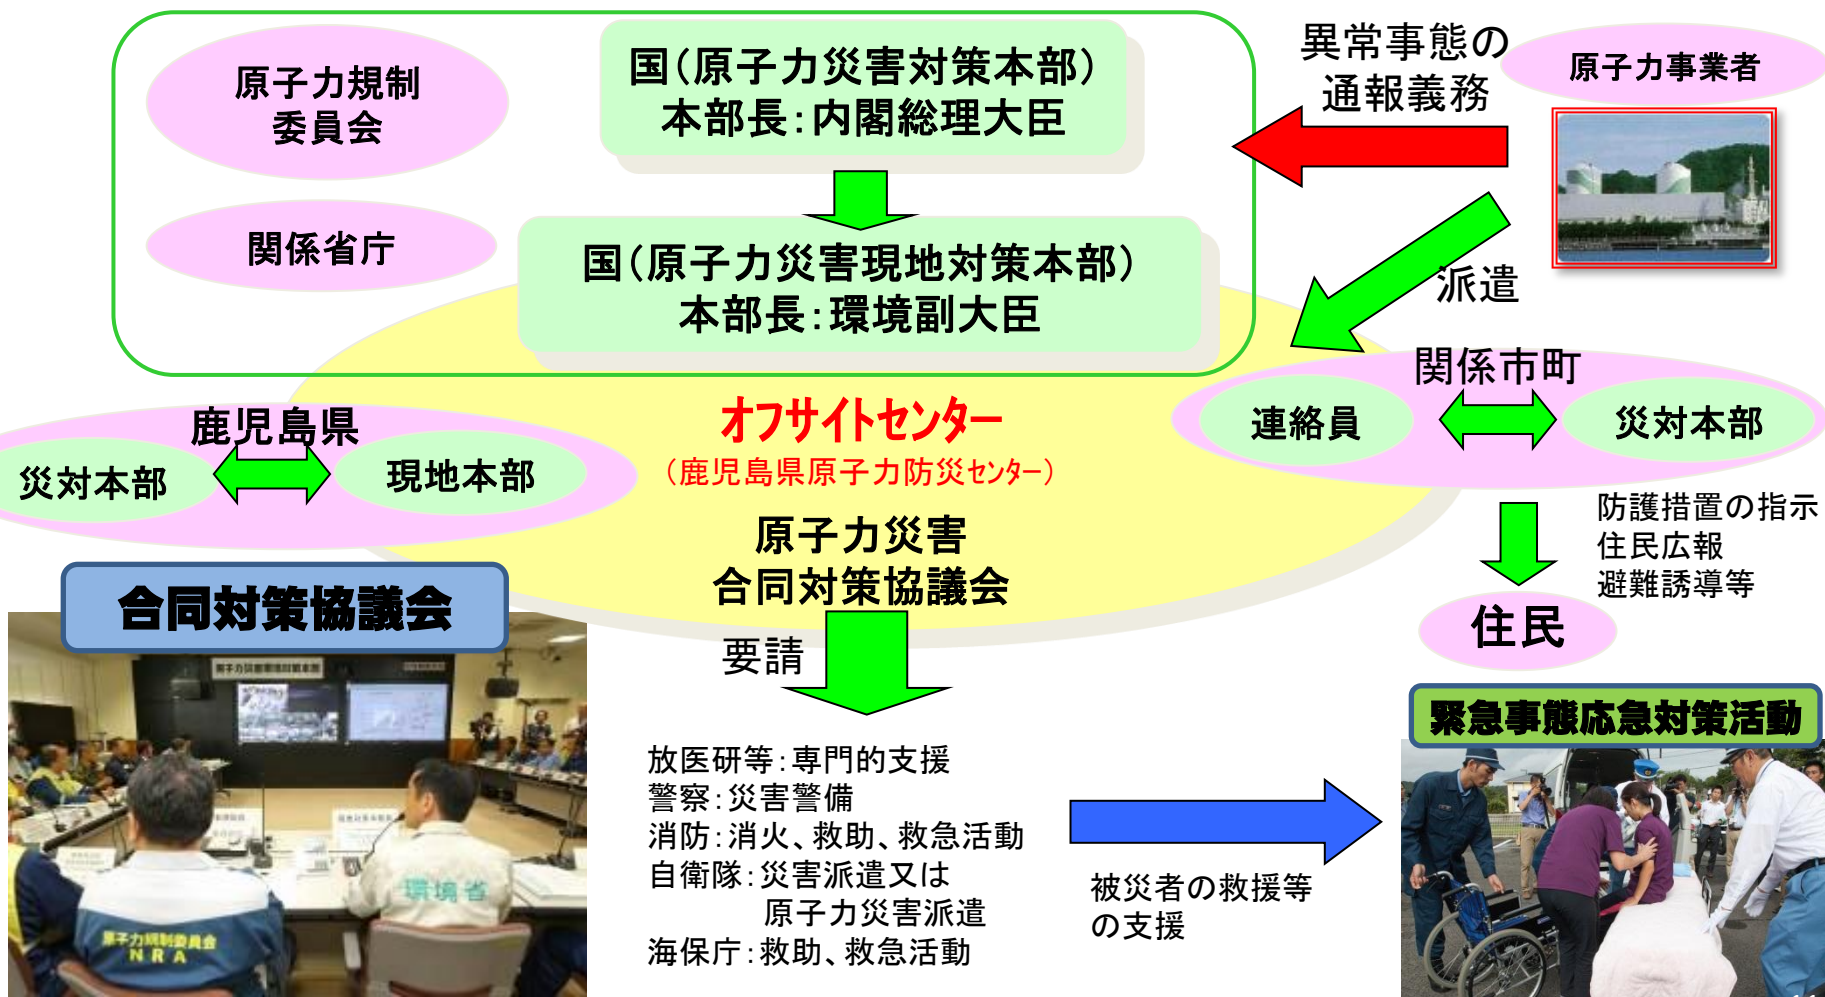 原子力規制
委員会
関係省庁
国(原子力災害対策本部)
本部長:内閣総理大臣
国(原子力災害現地対策本部)
本部長:環境副大臣
異常事態の
通報義務
原子力事業者
派遣
関係市町
連絡員
災対本部
鹿児島県
災対本部
現地本部
オフサイトセンター
(鹿児島県原子力防災センター)
原子力災害
合同対策協議会
防護措置の指示
住民広報
避難誘導等
住民
合同対策協議会
要請
緊急事態応急対策活動
放医研等:専門的支援
警察:災害警備
消防:消火、救助、救急活動
自衛隊:災害派遣又は
原子力災害派遣
海保庁:救助、救急活動
被災者の救援等
の支援
原子力規制委員会
NRA
環境省